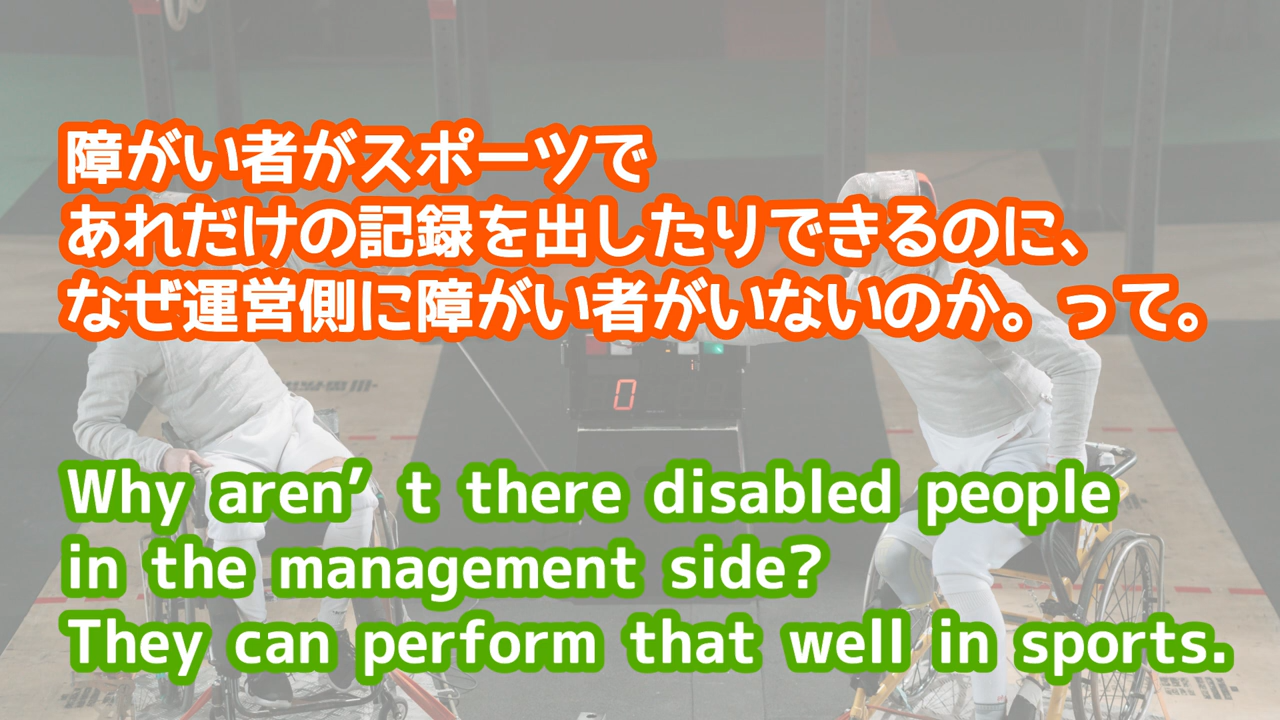 障がい者がスポーツで
あれだけの記録を出したりできるのに、
なぜ運営側に障がい者がいないのか。って。
0
Why aren’t there disabled people
in the management side?
They can perform that well in sports.